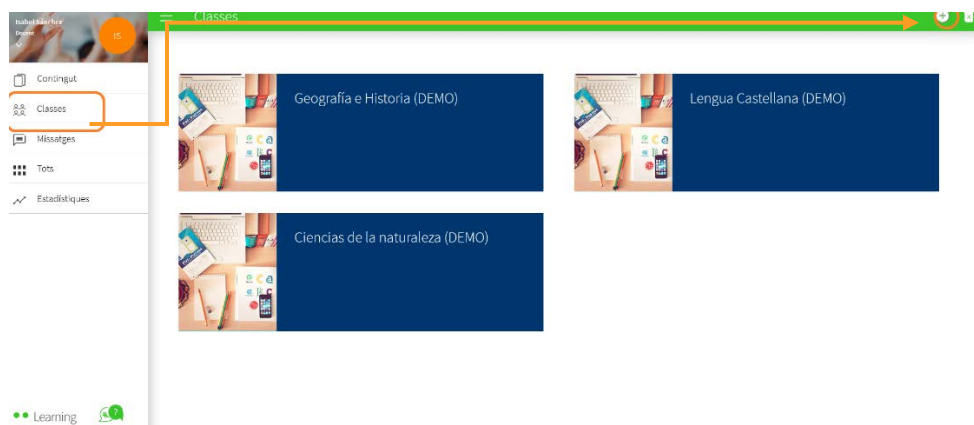 Isabel Sánchez
Docent
IS
Contingut
Classes
Missatges
Tots
Estadístiques
Learning
?
Classes
+
Geografía e Historia (DEMO)
Lengua Castellana (DEMO)
Ciencias de la naturaleza (DEMO)